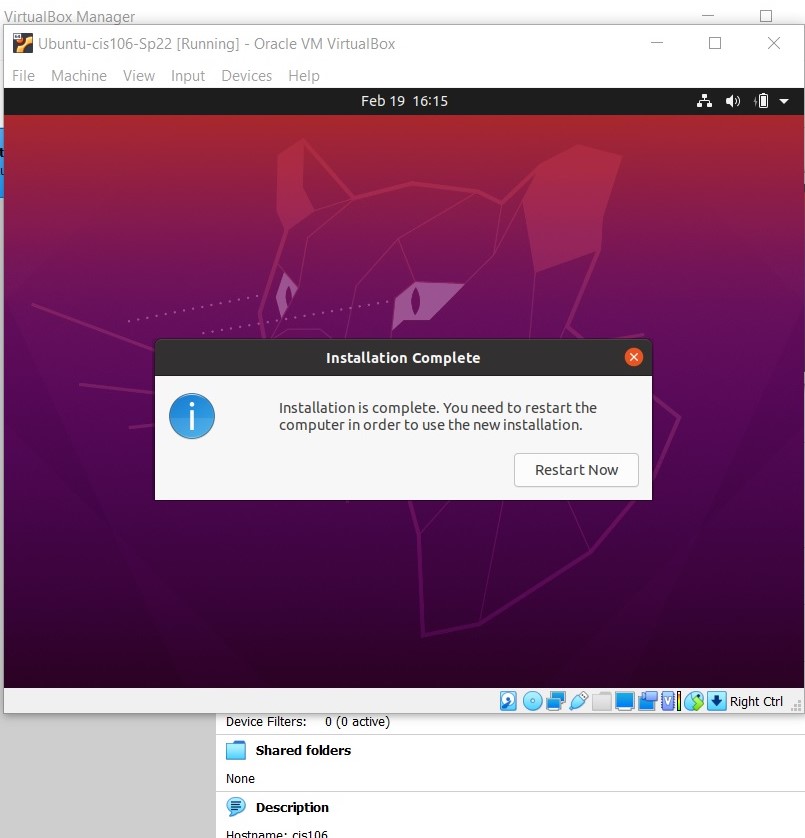 VirtualBox Manager
Ubuntu-cis106-Sp22 [Running] - Oracle VM VirtualBox
File Machine View Input Devices Help
Feb 19 16:15
Installation Complete
Installation is complete. You need to restart the
computer in order to use the new installation.
Restart Now
Right Ctrl
Device Filters: 0 (0 active)
Shared folders
None
Description
Hostname: cis106